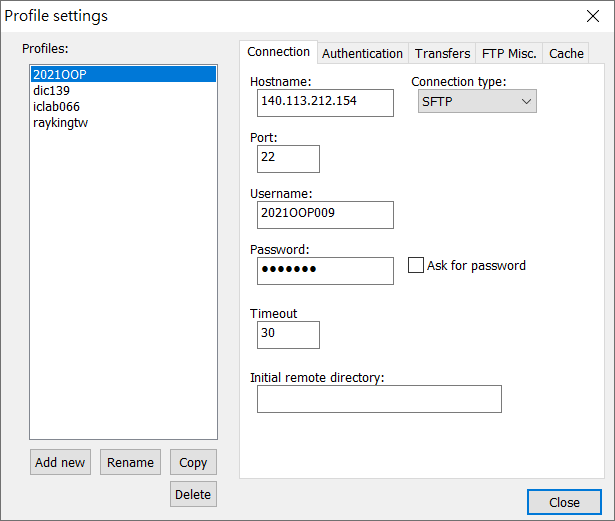 Profile settings
Profiles:
2021OOP
dic139
iclab066
raykingtw
Add new
Rename
Copy
Delete
Connection
Authentication
Transfers
FTP Misc.
Cache
Hostname:
140.113.212.154
Connection type:
SFTP
Port:
22
Username:
2021OOP009
Password:
●●●●●●●
Ask for password
Timeout
30
Initial remote directory:
Close